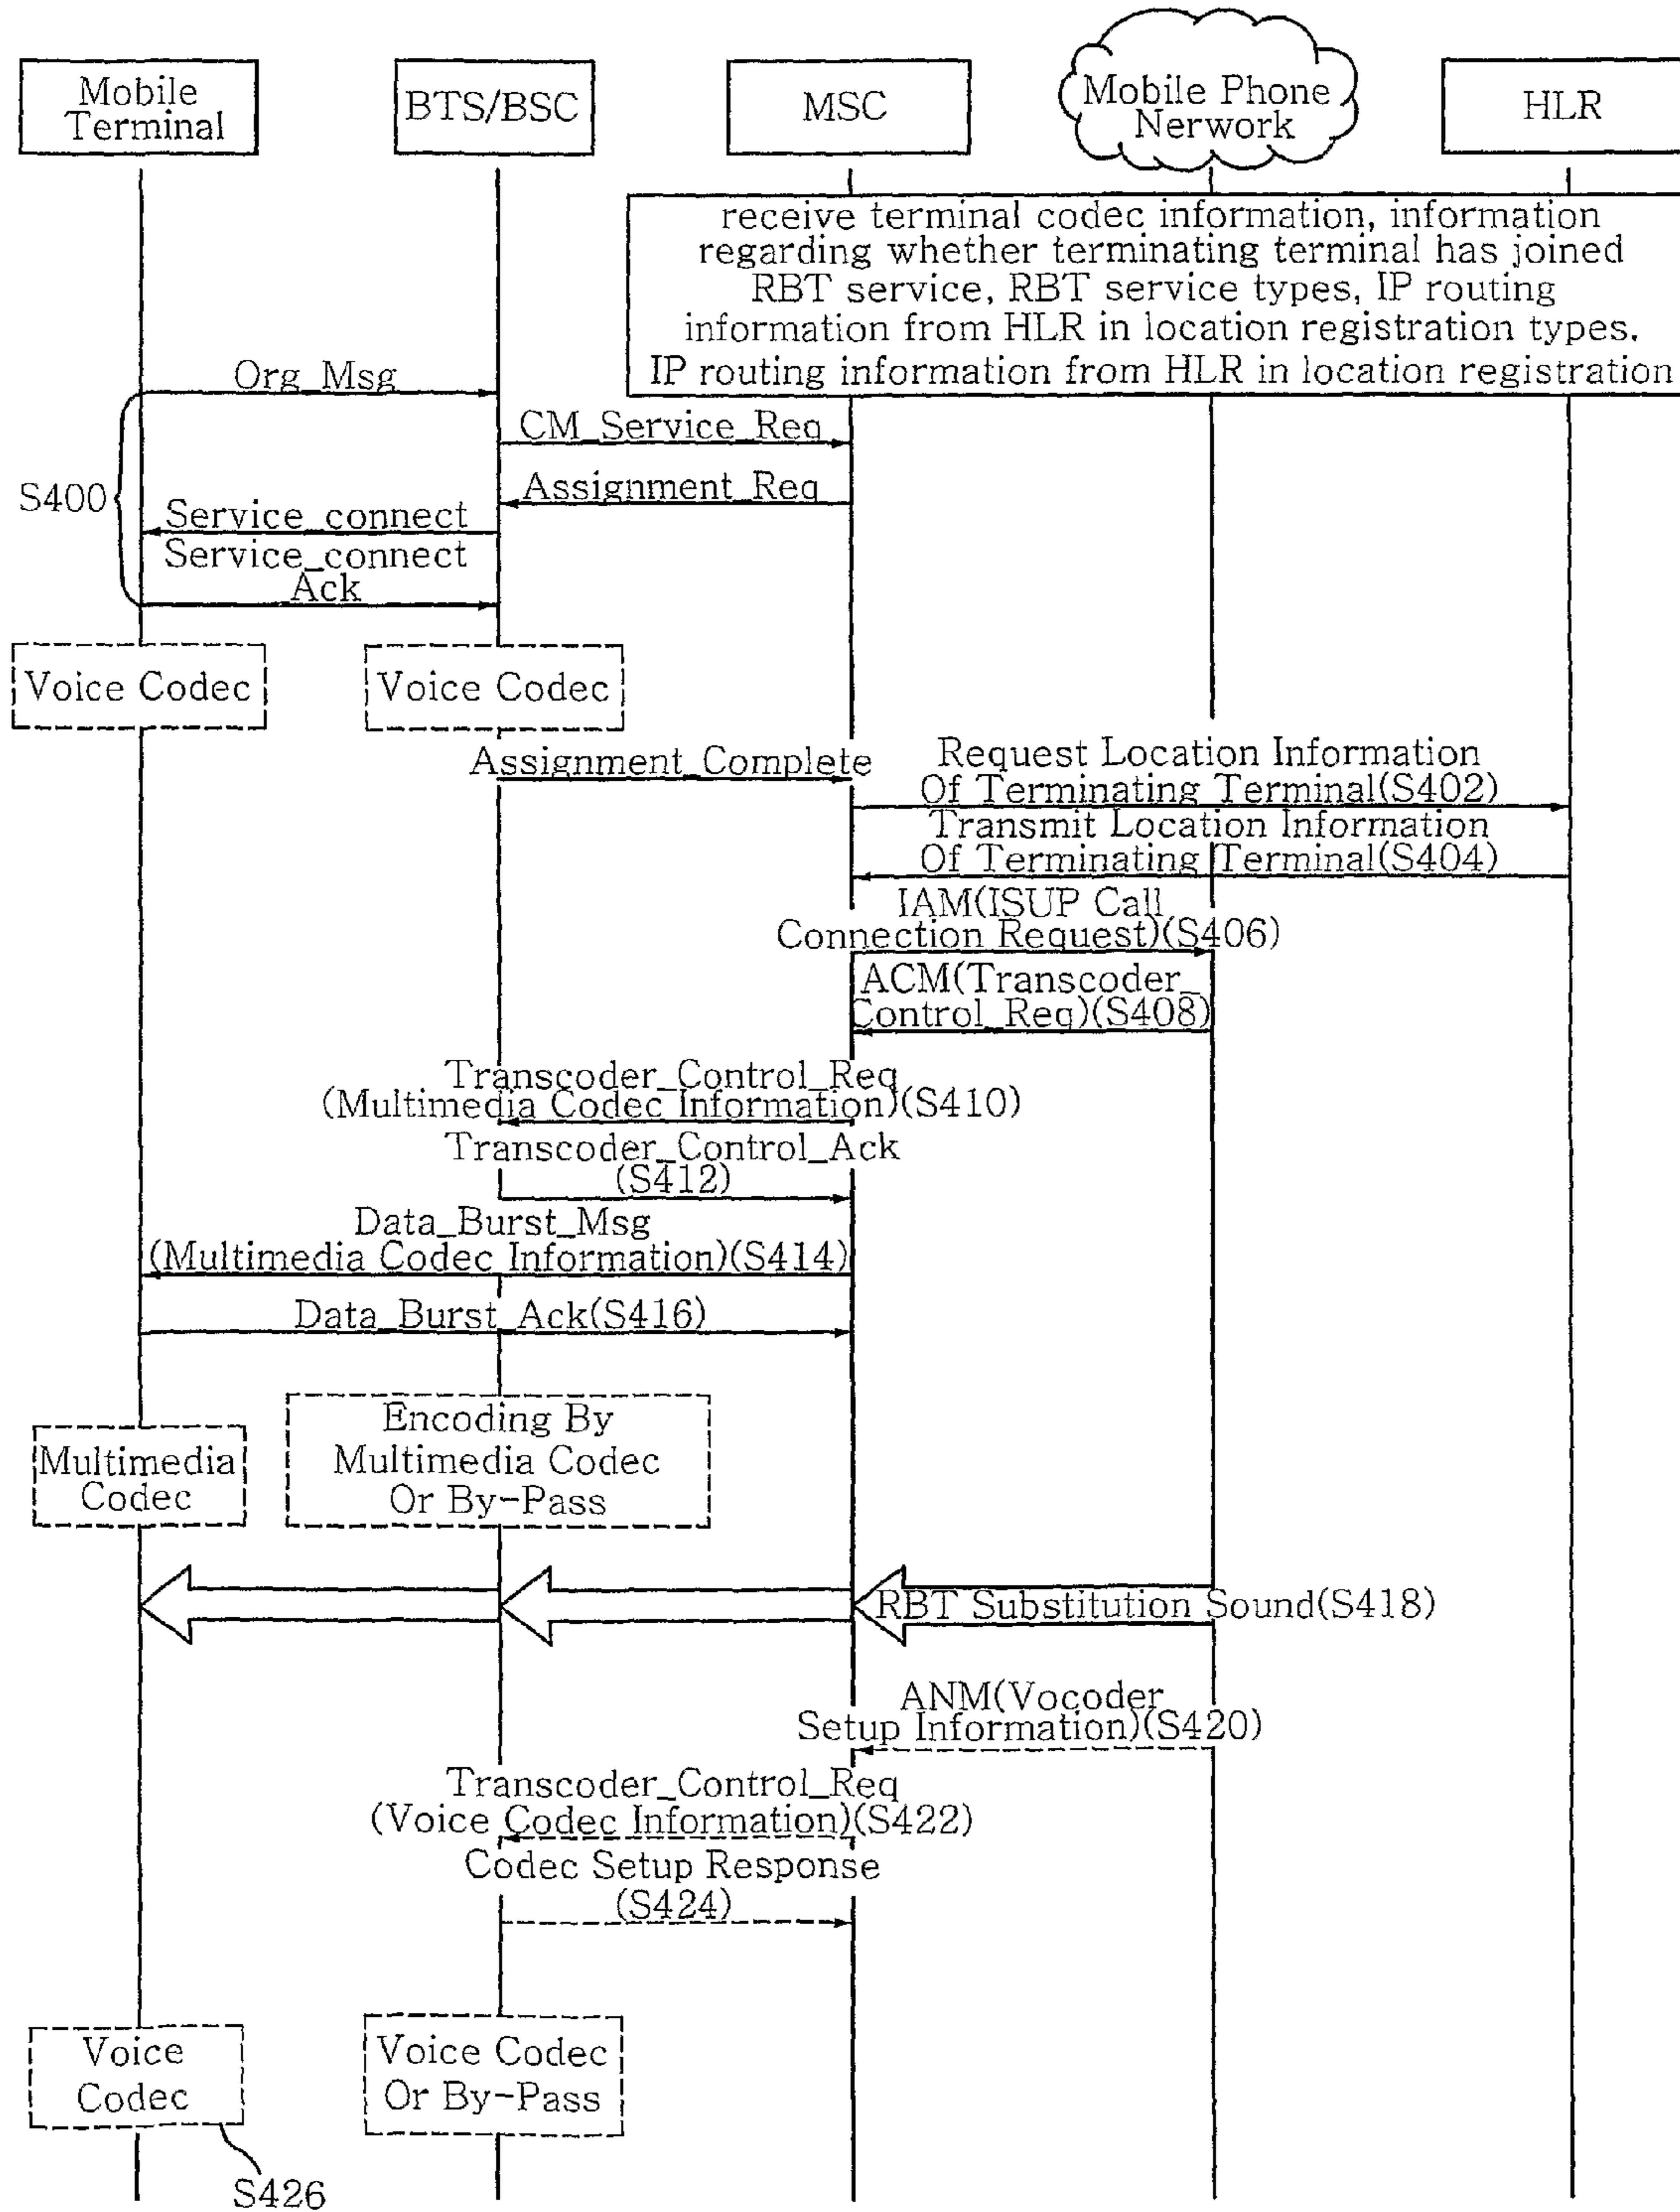 Mobile
Terminal
BTS/BSC
MSC
Mobile Phone
Nerwork
HLR
receive terminal codec information, information
regarding whether terminating terminal has joined
RBT service, RBT service types, IP routing
information from HLR in location registration types.
IP routing information from HLR in location registration
Org_Msg
CM_Service_Req
Assignment_Req
S400
Service_connect
Service_connect
Ack
Voice Codec
Voice Codec
Assignment_Complete
Request Location Information
Of Terminating Terminal(S402)
Transmit Location Information
Of Terminating Terminal(S404)
IAM(ISUP Call
Connection Request)(S406)
ACM(Transcoder_
Control_Req)(S408)
Transcoder_Control_Req
(Multimedia Codec Information)(S410)
Transcoder_Control_Ack
(S412)
Data_Burst_Msg
(Multimedia Codec Information)(S414)
Data_Burst_Ack(S416)
Multimedia
Codec
Encoding By
Multimedia Codec
Or By-Pass
RBT Substitution Sound(S418)
ANM(Vocoder
Setup Information)(S420)
Transcoder_Control_Req
(Voice Codec Information)(S422)
Codec Setup Response
(S424)
Voice
Codec
Voice Codec
Or By-Pass
S426